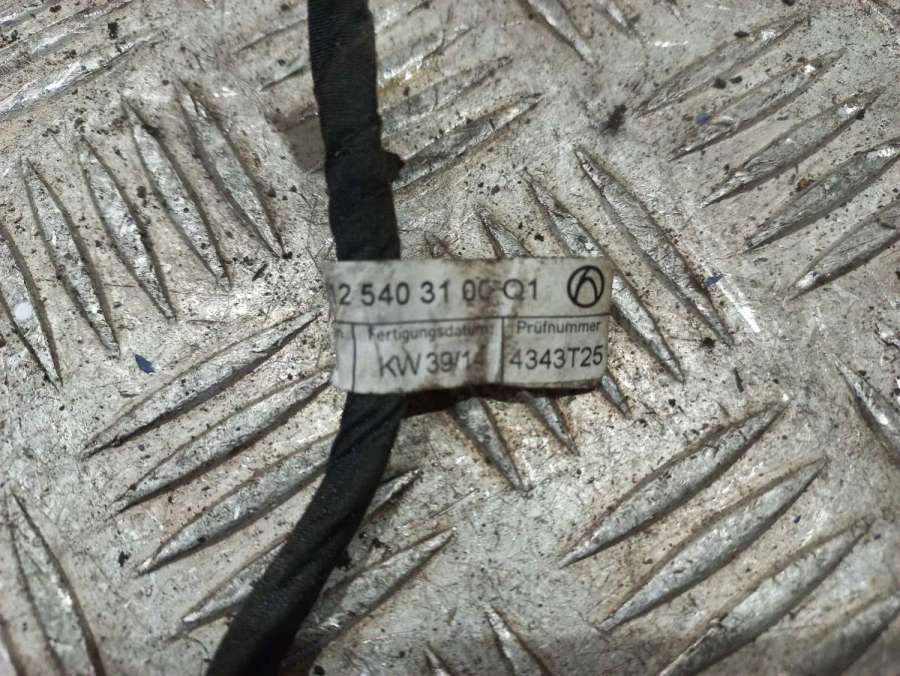 2 540 31 00 Q1
Fertigungsdatum: Prüfnummer
KW 39/14 4343T25